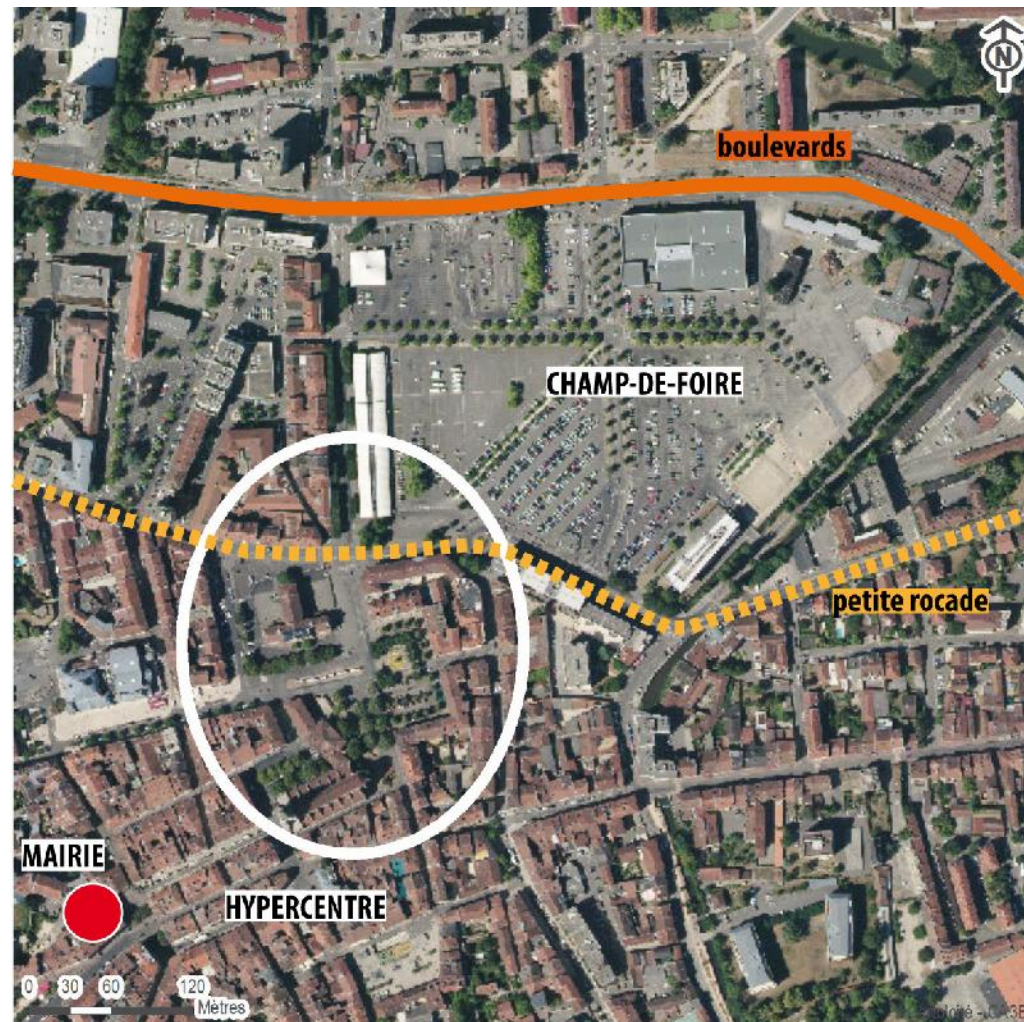 N
boulevards
CHAMP-DE-FOIRE
petite rocade
MAIRIE
HYPERCENTRE
0 30 60 120
Mètres